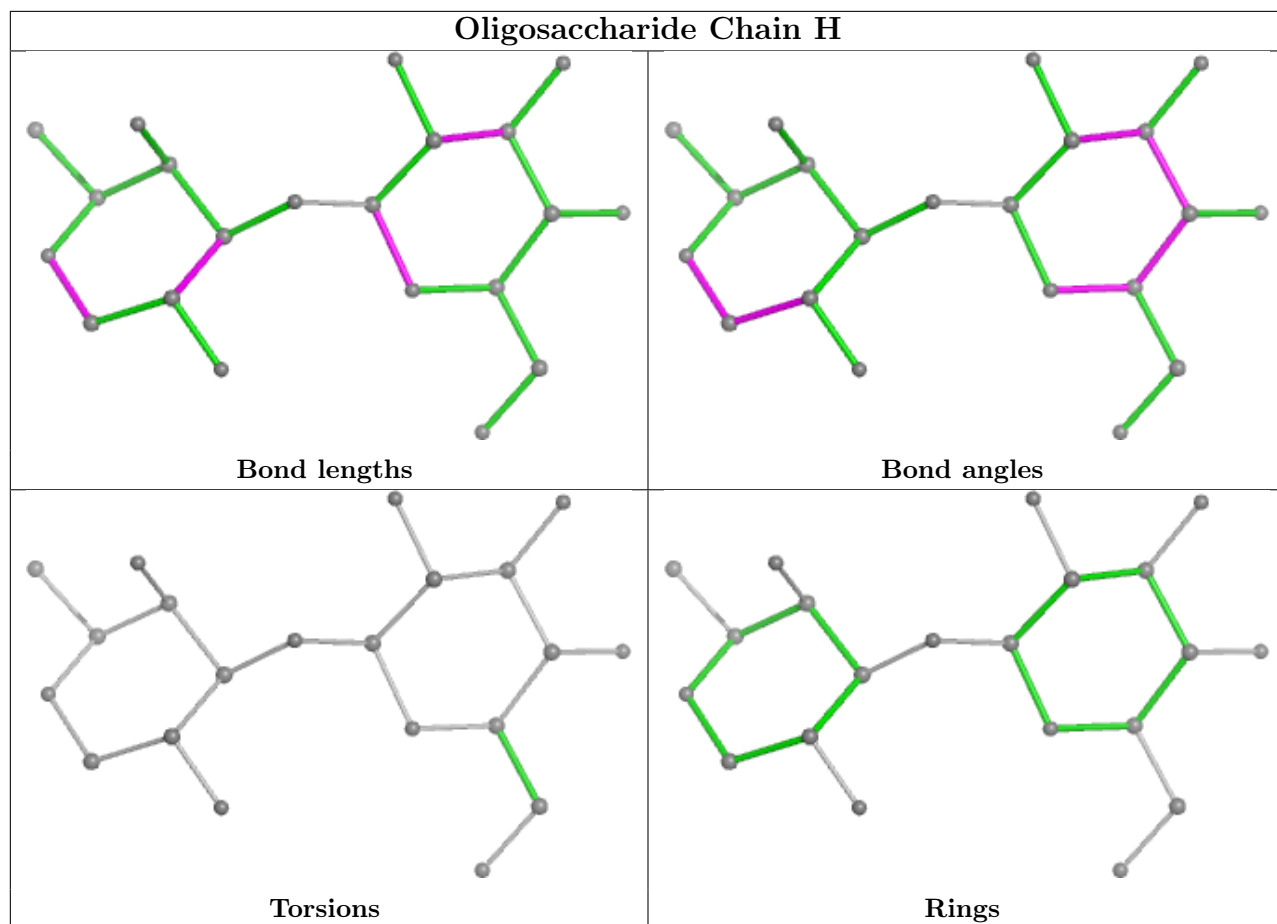 Oligosaccharide Chain H
Bond lengths
Bond angles
Torsions
Rings